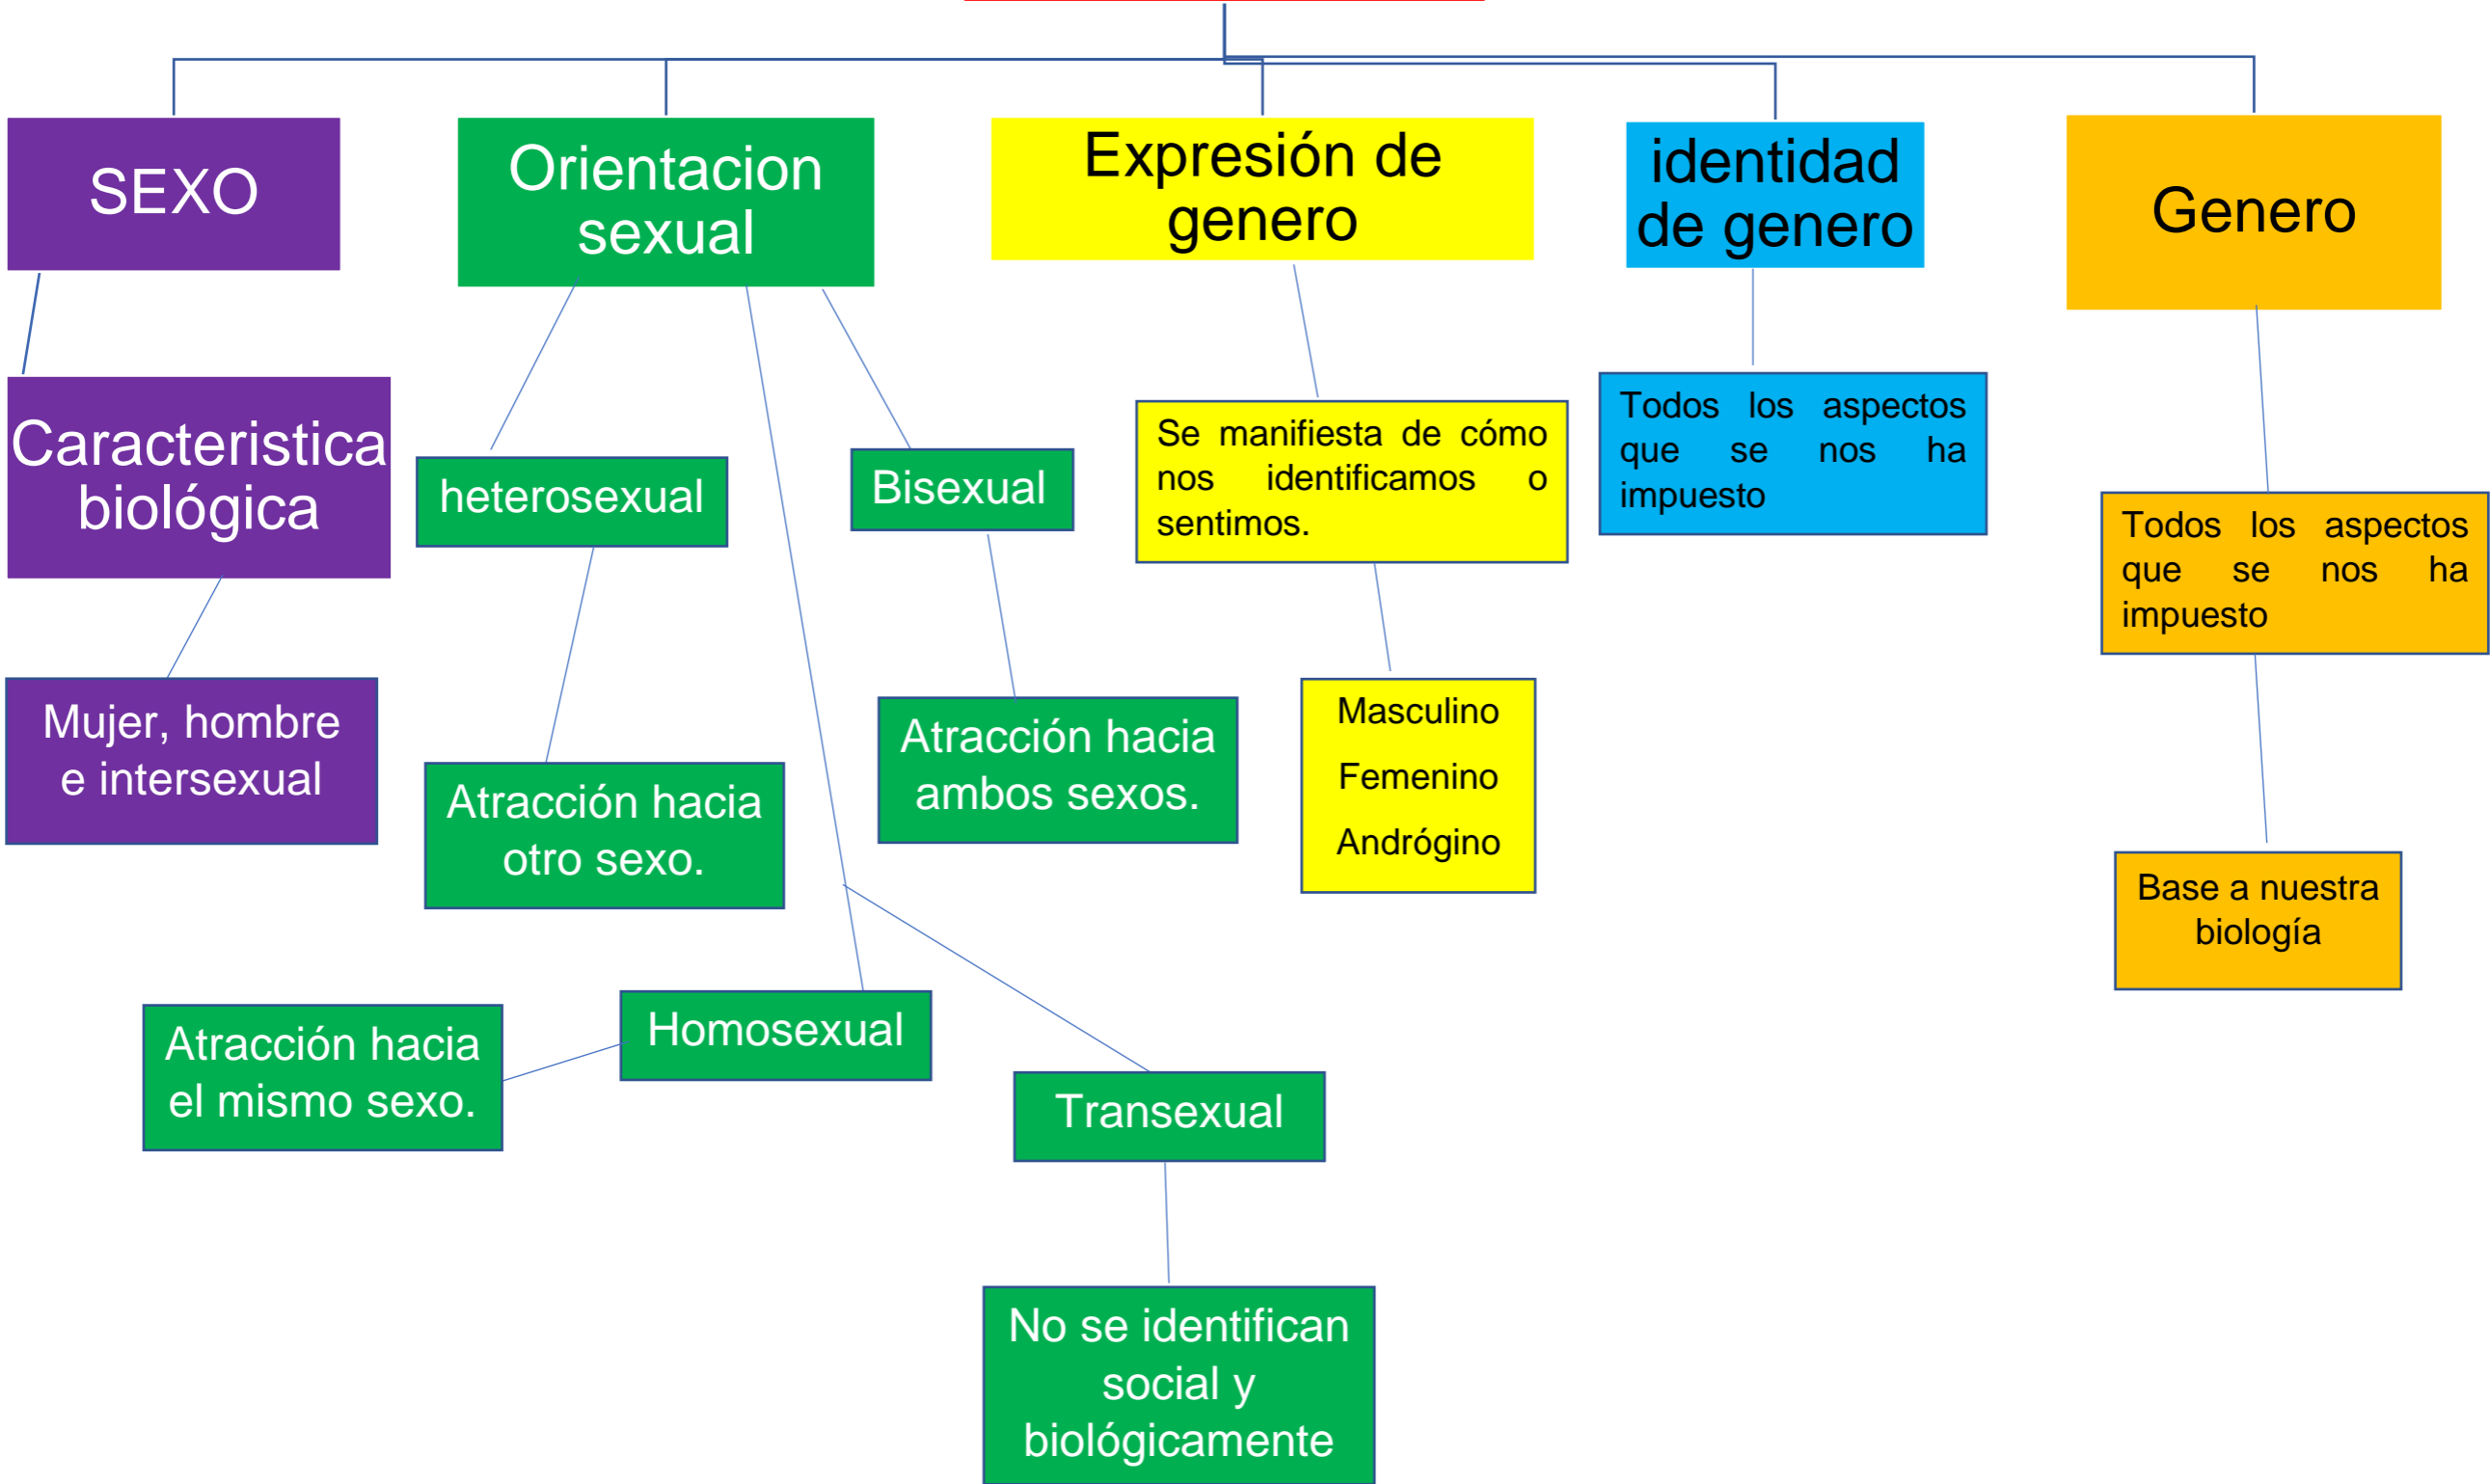 SEXO
Orientacion
sexual
Expresión de
genero
identidad
de genero
Genero
Caracteristica
biológica
heterosexual
Bisexual
Se manifiesta de cómo
nos identificamos o
sentimos.
Todos los aspectos
que se nos ha
impuesto
Todos los aspectos
que se nos ha
impuesto
Mujer, hombre
e intersexual
Atracción hacia
otro sexo.
Atracción hacia
ambos sexos.
Masculino
Femenino
Andrógino
Base a nuestra
biología
Atracción hacia
el mismo sexo.
Homosexual
Transexual
No se identifican
social y
biológicamente